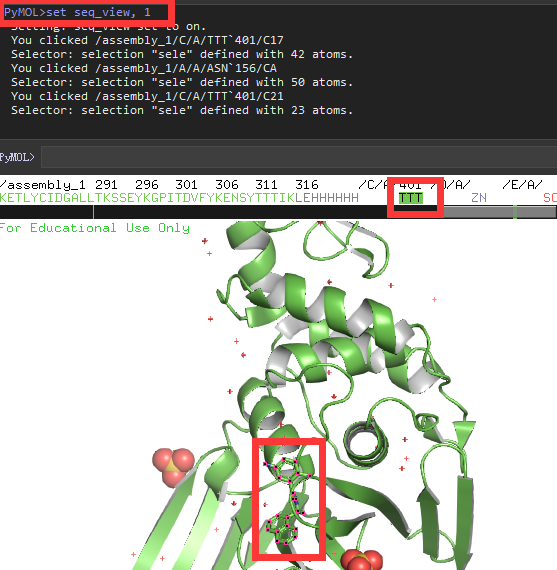 PyMOL>set seq_view, 1
Setting: seq_view set to on.
You clicked /assembly_1/C/A/TTT`401/C17
Selector: selection "sele" defined with 42 atoms.
You clicked /assembly_1/A/A/ASN`156/CA
Selector: selection "sele" defined with 50 atoms.
You clicked /assembly_1/C/A/TTT`401/C21
Selector: selection "sele" defined with 23 atoms.
PyMOL>
/assembly_1 291 296 301 306 311 316 /C/A/ 401 /D/A/ /E/A/
KETLYCIDGALLTKSSEYKGPITDVFYKENSYTTTIKLEHHHHHH TTT ZN SO
For Educational Use Only